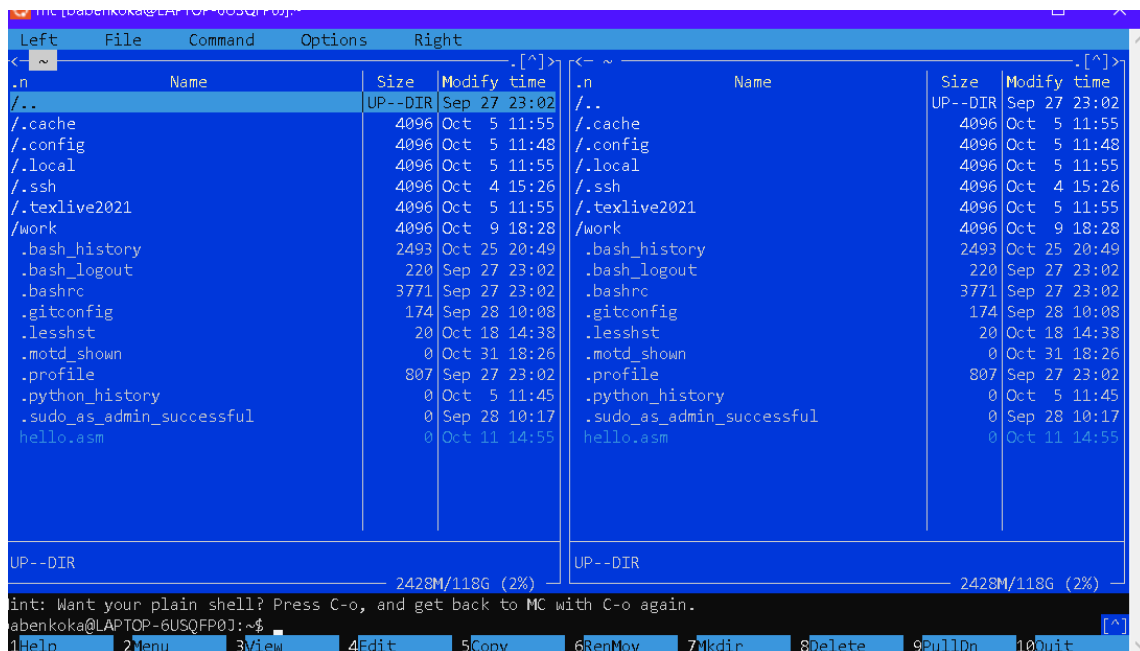 mc [babenkoka@LAPTOP-6USQFP0J]:~
Left File Command Options Right
<- ~ .[^]> <- ~ .[^]>
.n Name Size Modify time .n Name Size Modify time
/.. UP--DIR Sep 27 23:02 /.. UP--DIR Sep 27 23:02
/.cache 4096 Oct 5 11:55 /.cache 4096 Oct 5 11:55
/.config 4096 Oct 5 11:48 /.config 4096 Oct 5 11:48
/.local 4096 Oct 5 11:55 /.local 4096 Oct 5 11:55
/.ssh 4096 Oct 4 15:26 /.ssh 4096 Oct 4 15:26
/.texlive2021 4096 Oct 5 11:55 /.texlive2021 4096 Oct 5 11:55
/work 4096 Oct 9 18:28 /work 4096 Oct 9 18:28
.bash_history 2493 Oct 25 20:49 .bash_history 2493 Oct 25 20:49
.bash_logout 220 Sep 27 23:02 .bash_logout 220 Sep 27 23:02
.bashrc 3771 Sep 27 23:02 .bashrc 3771 Sep 27 23:02
.gitconfig 174 Sep 28 10:08 .gitconfig 174 Sep 28 10:08
.lesshst 20 Oct 18 14:38 .lesshst 20 Oct 18 14:38
.motd_shown 0 Oct 31 18:26 .motd_shown 0 Oct 31 18:26
.profile 807 Sep 27 23:02 .profile 807 Sep 27 23:02
.python_history 0 Oct 5 11:45 .python_history 0 Oct 5 11:45
.sudo_as_admin_successful 0 Sep 28 10:17 .sudo_as_admin_successful 0 Sep 28 10:17
hello.asm 0 Oct 11 14:55 hello.asm 0 Oct 11 14:55
UP--DIR UP--DIR
2428M/118G (2%) 2428M/118G (2%)
int: Want your plain shell? Press C-o, and get back to MC with C-o again.
abenkoka@LAPTOP-6USQFP0J:~$ [^]
1Help 2Menu 3View 4Edit 5Copy 6RenMov 7Mkdir 8Delete 9PullDn 10Quit